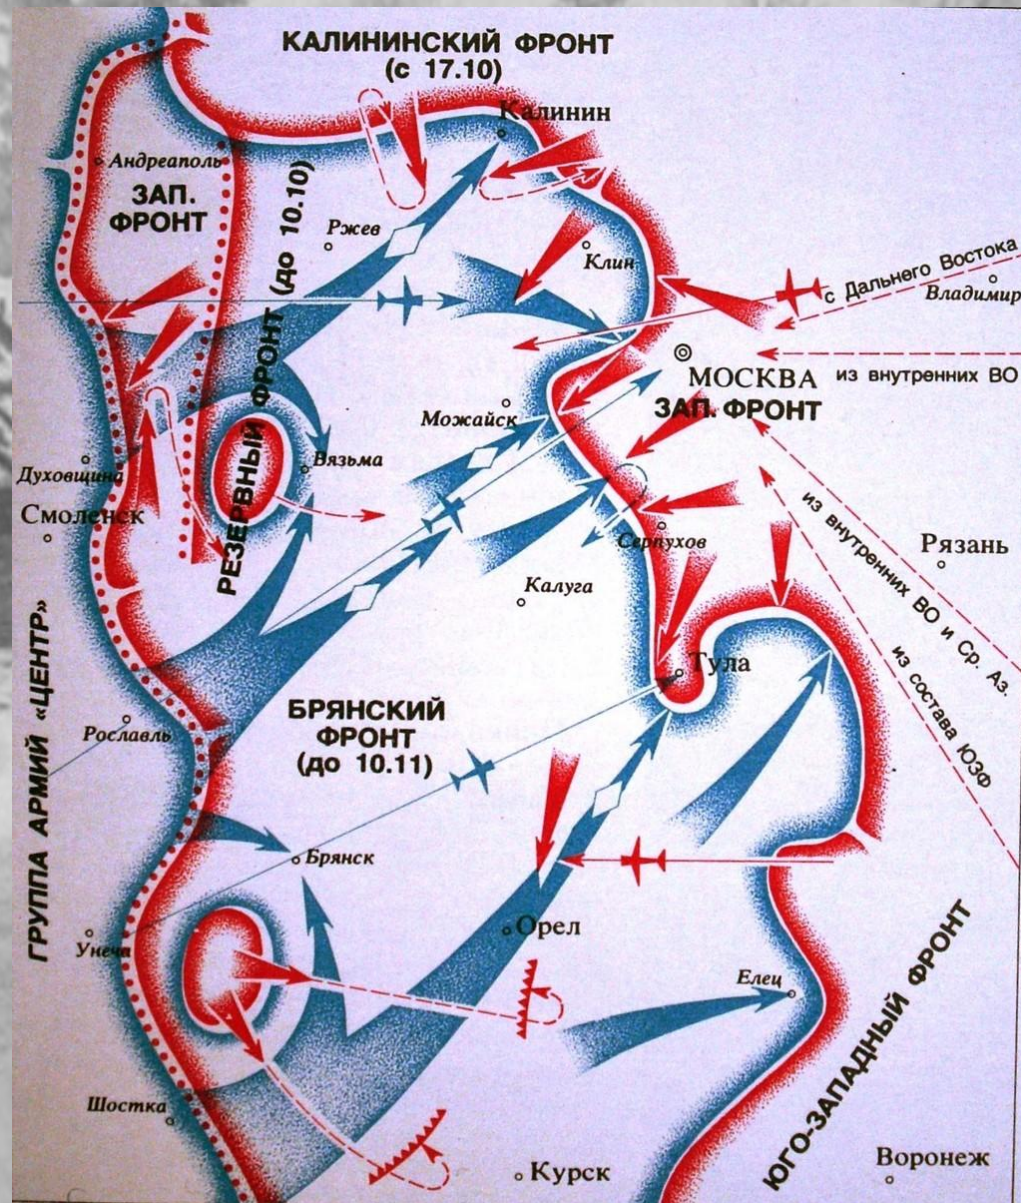 КАЛИНИНСКИЙ ФРОНТ
(с 17.10)
Калинин
Андреаполь
ЗАП.
ФРОНТ
Ржев
РЕЗЕРВНЫЙ ФРОНТ (до 10.10)
Клин
с Дальнего Востока
Владимир
МОСКВА
ЗАП. ФРОНТ
из внутренних ВО
Можайск
Вязьма
Духовщина
Смоленск
Серпухов
из внутренних ВО и Ср. Аз.
Рязань
Калуга
из состава ЮЗФ
Тула
ГРУППА АРМИЙ «ЦЕНТР»
Рославль
БРЯНСКИЙ
ФРОНТ
(до 10.11)
Брянск
Унеча
Орел
Елец
ЮГО-ЗАПАДНЫЙ ФРОНТ
Шостка
Курск
Воронеж